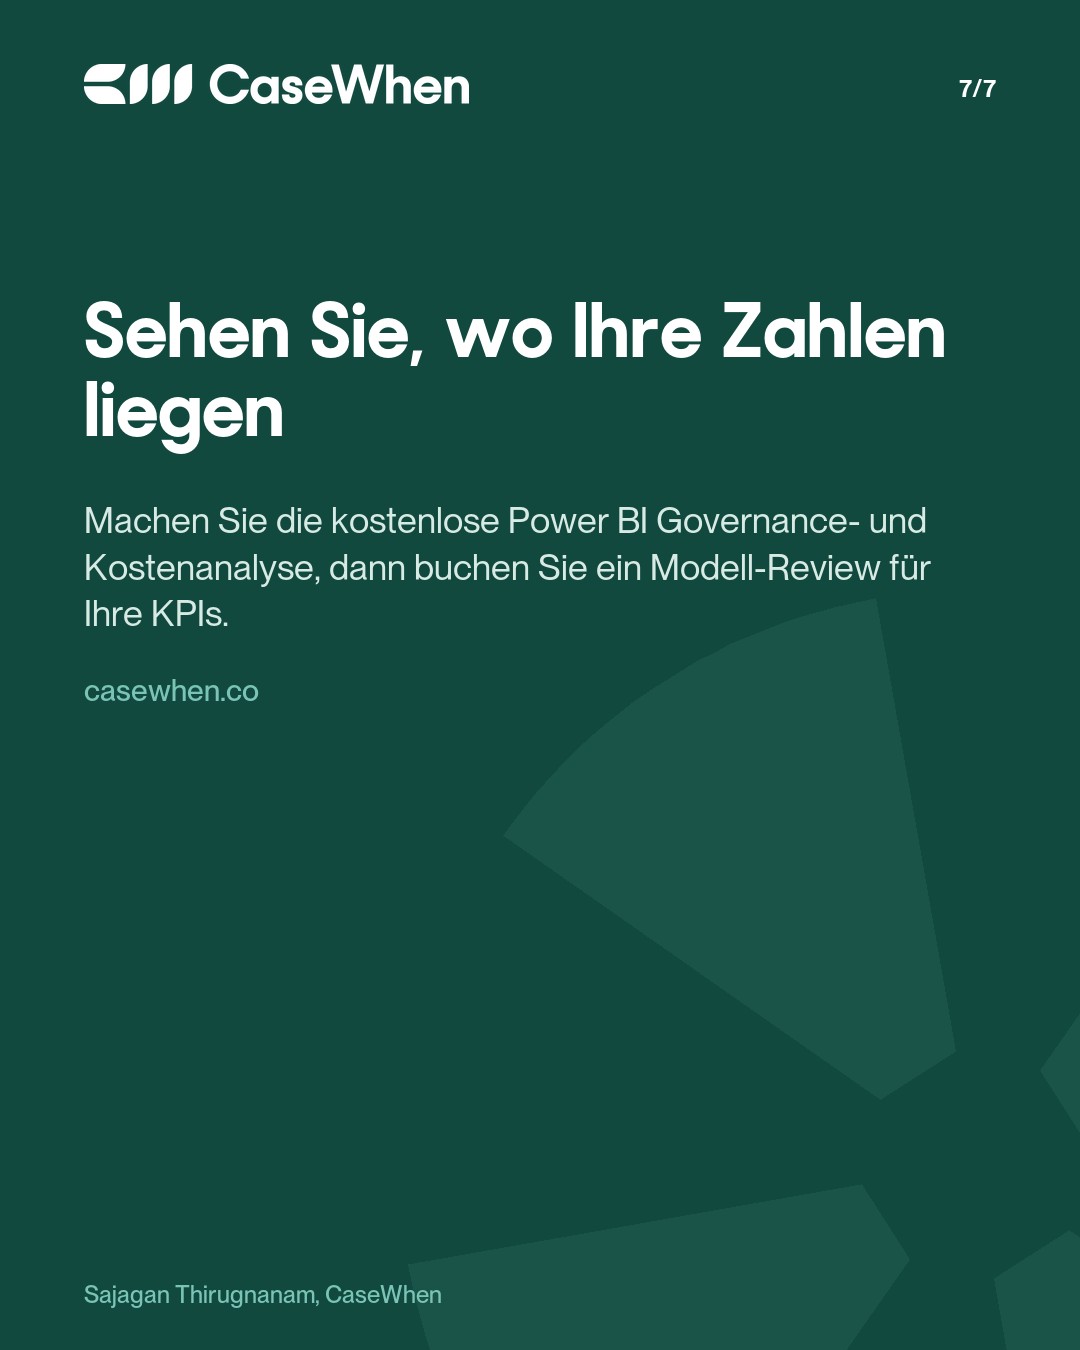 CaseWhen
7/7
Sehen Sie, wo Ihre Zahlen
liegen
Machen Sie die kostenlose Power BI Governance- und
Kostenanalyse, dann buchen Sie ein Modell-Review für
Ihre KPIs.
casewhen.co
Sajagan Thirugnanam, CaseWhen